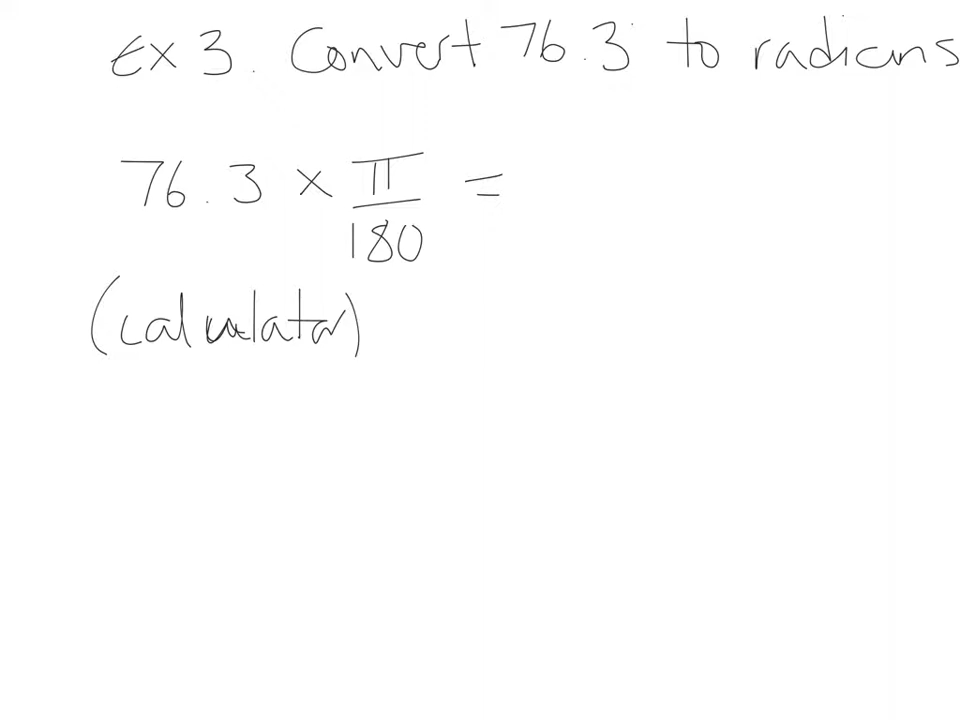 Ex 3. Convert 76.3 to radians
76.3 × π/180 =
(calculator)